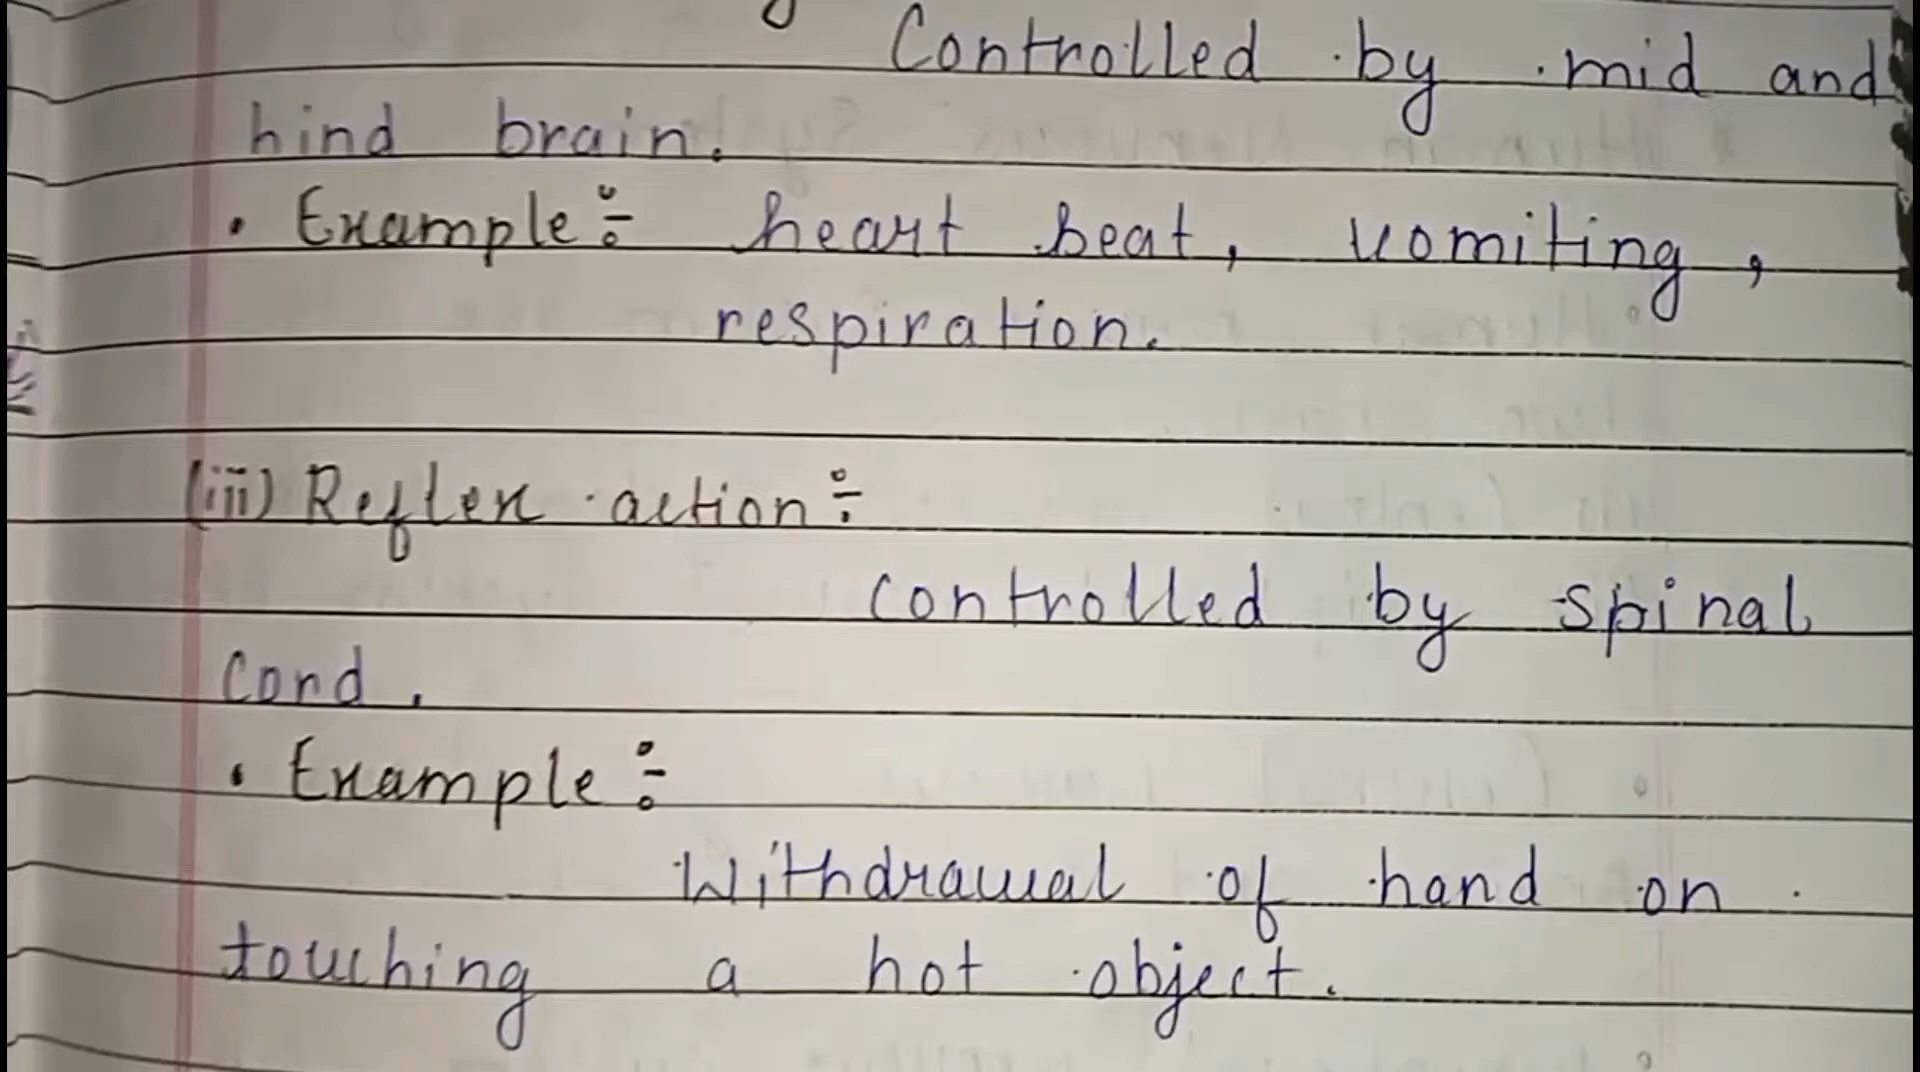 Controlled by mid and
hind brain.
• Example ÷ heart beat, vomiting,
respiration.
(iii) Reflex action ÷
controlled by spinal
Cord.
• Example ÷
Withdrawal of hand on
touching a hot object.